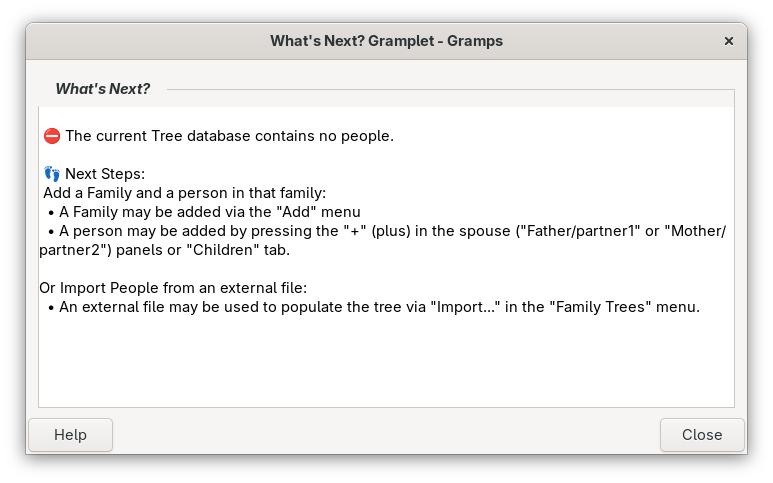 What's Next? Gramplet - Gramps
×
What's Next?
⛔ The current Tree database contains no people.
👣 Next Steps:
Add a Family and a person in that family:
• A Family may be added via the "Add" menu
• A person may be added by pressing the "+" (plus) in the spouse ("Father/partner1" or "Mother/
partner2") panels or "Children" tab.
Or Import People from an external file:
• An external file may be used to populate the tree via "Import..." in the "Family Trees" menu.
Help
Close